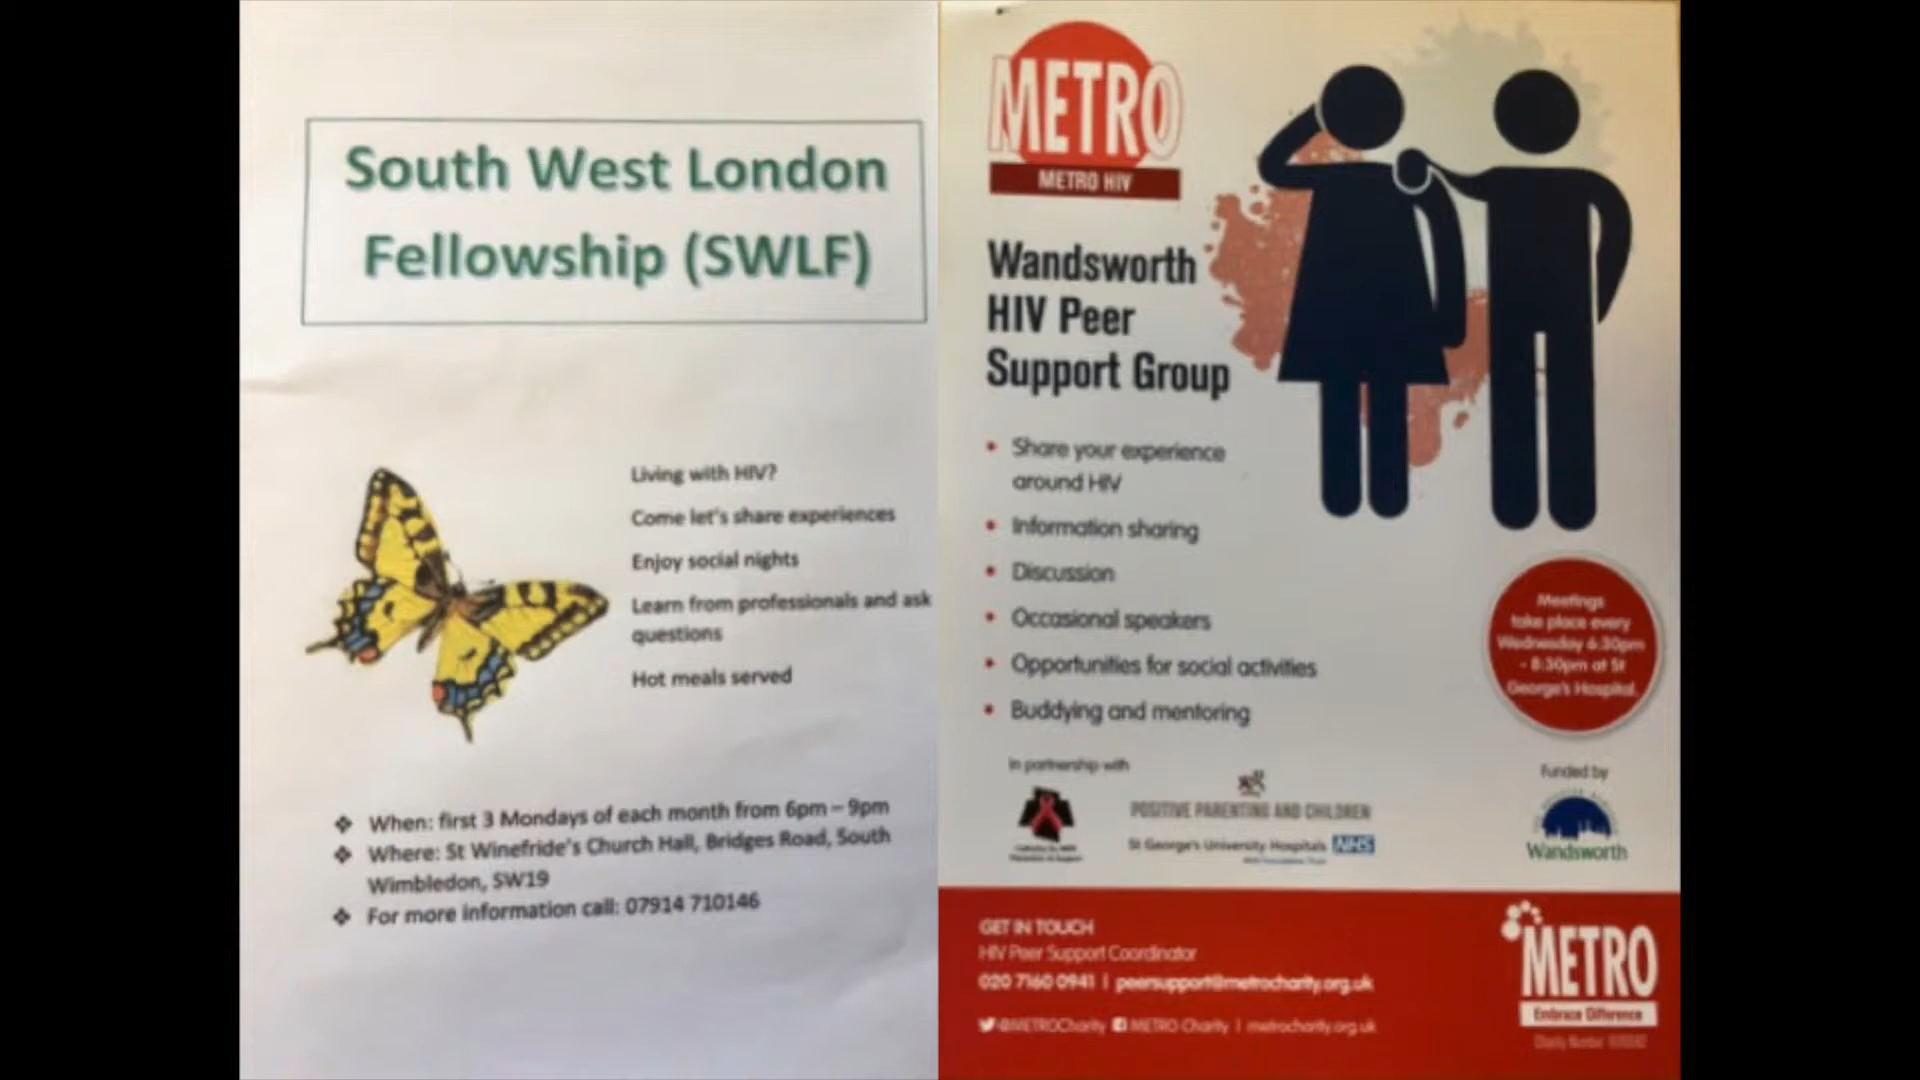 South West London
Fellowship (SWLF)
Living with HIV?
Come let's share experiences
Enjoy social nights
Learn from professionals and ask
questions
Hot meals served
❖ When: first 3 Mondays of each month from 6pm – 9pm
❖ Where: St Winefride's Church Hall, Bridges Road, South
Wimbledon, SW19
❖ For more information call: 07914 710146
METRO
METRO HIV
Wandsworth
HIV Peer
Support Group
• Share your experience
around HIV
• Information sharing
• Discussion
• Occasional speakers
• Opportunities for social activities
• Buddying and mentoring
Meetings
take place every
Wednesday 6:30pm
- 8:30pm at St
George's Hospital.
In partnership with
POSITIVE PARENTING AND CHILDREN
St George's University Hospitals NHS
Funded by
Wandsworth
GET IN TOUCH
HIV Peer Support Coordinator
020 7160 0941 | peersupport@metrocharity.org.uk
@METROCharity METRO Charity | metrocharity.org.uk
METRO
Embrace Difference
Charity Number